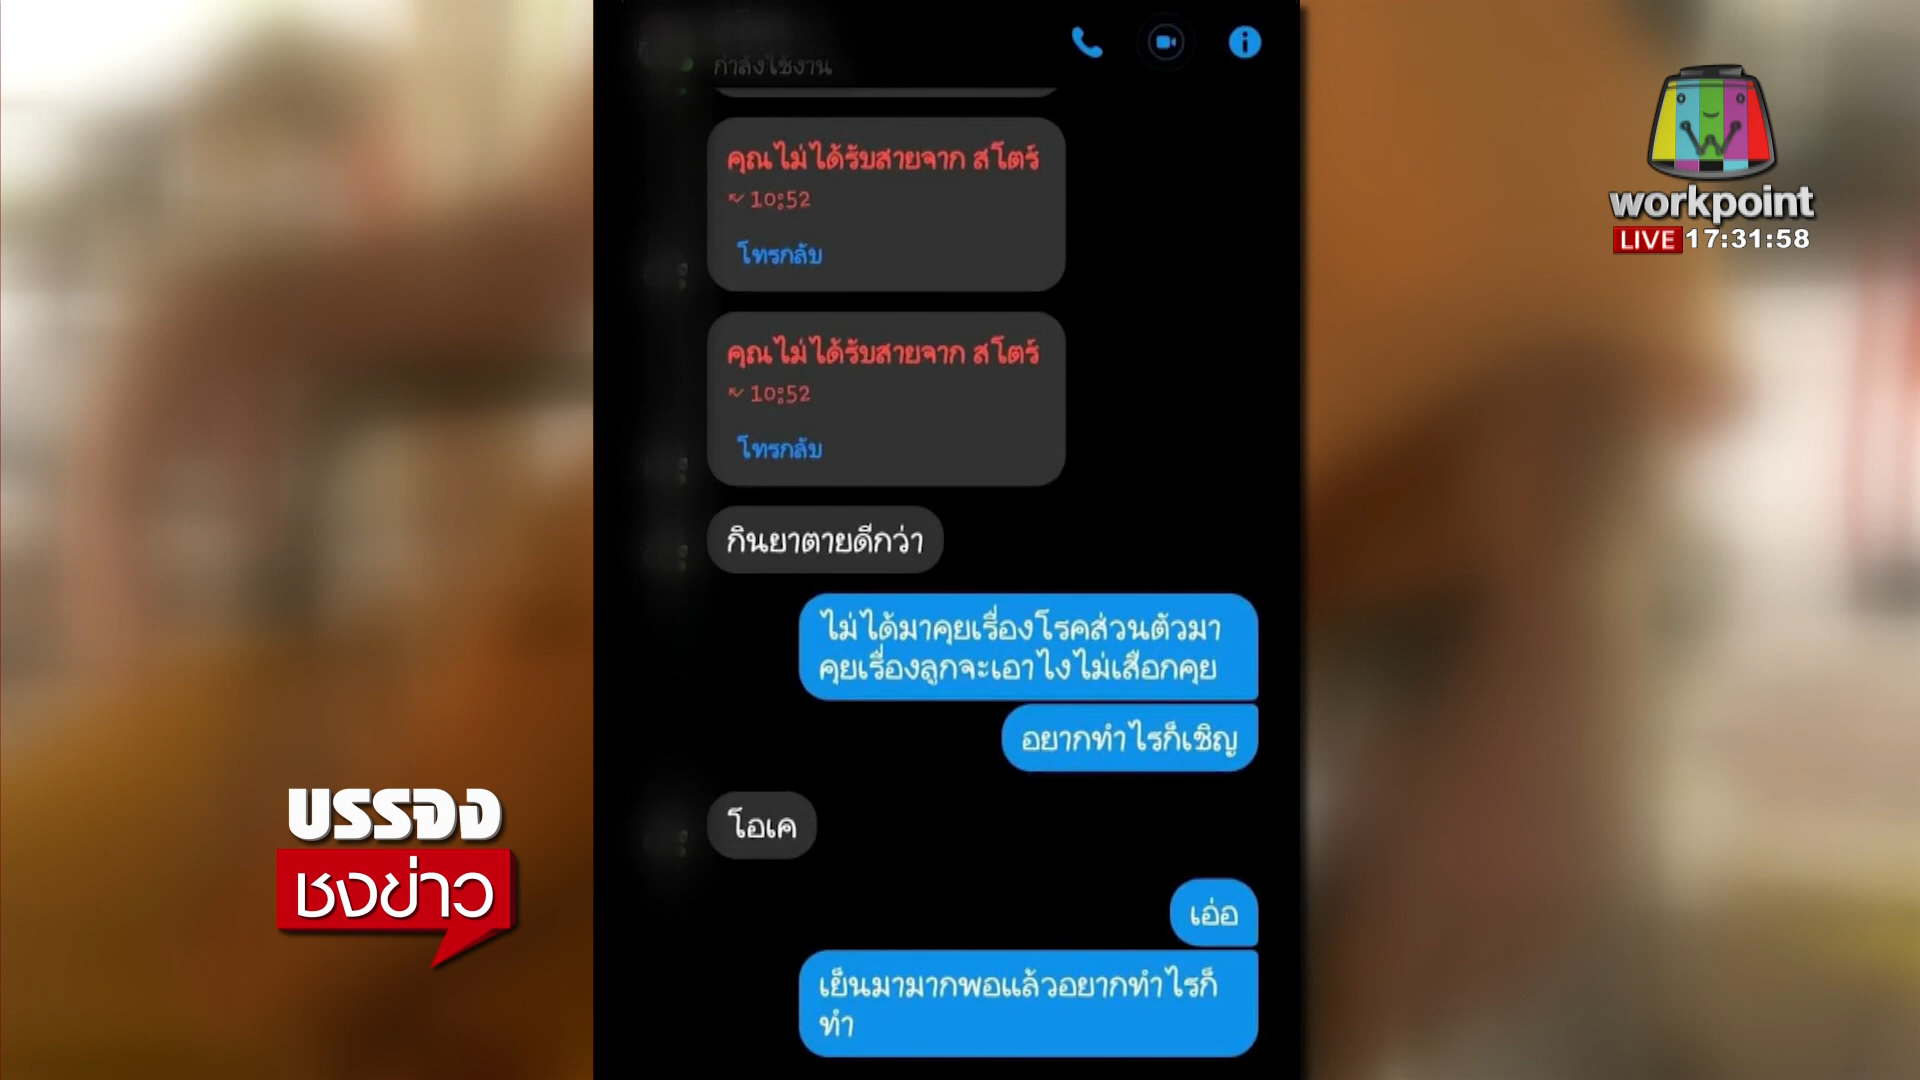 กำลังใช้งาน
คุณไม่ได้รับสายจาก สโตร์
10:52
โทรกลับ
คุณไม่ได้รับสายจาก สโตร์
10:52
โทรกลับ
กินยาตายดีกว่า
ไม่ได้มาคุยเรื่องโรคส่วนตัวมา
คุยเรื่องลูกจะเอาไงไม่เสือกคุย
อยากทำไรก็เชิญ
โอเค
เอ่อ
เย็นมามากพอแล้วอยากทำไรก็
ทำ
workpoint
LIVE 17:31:58
บรรจง
ชงข่าว